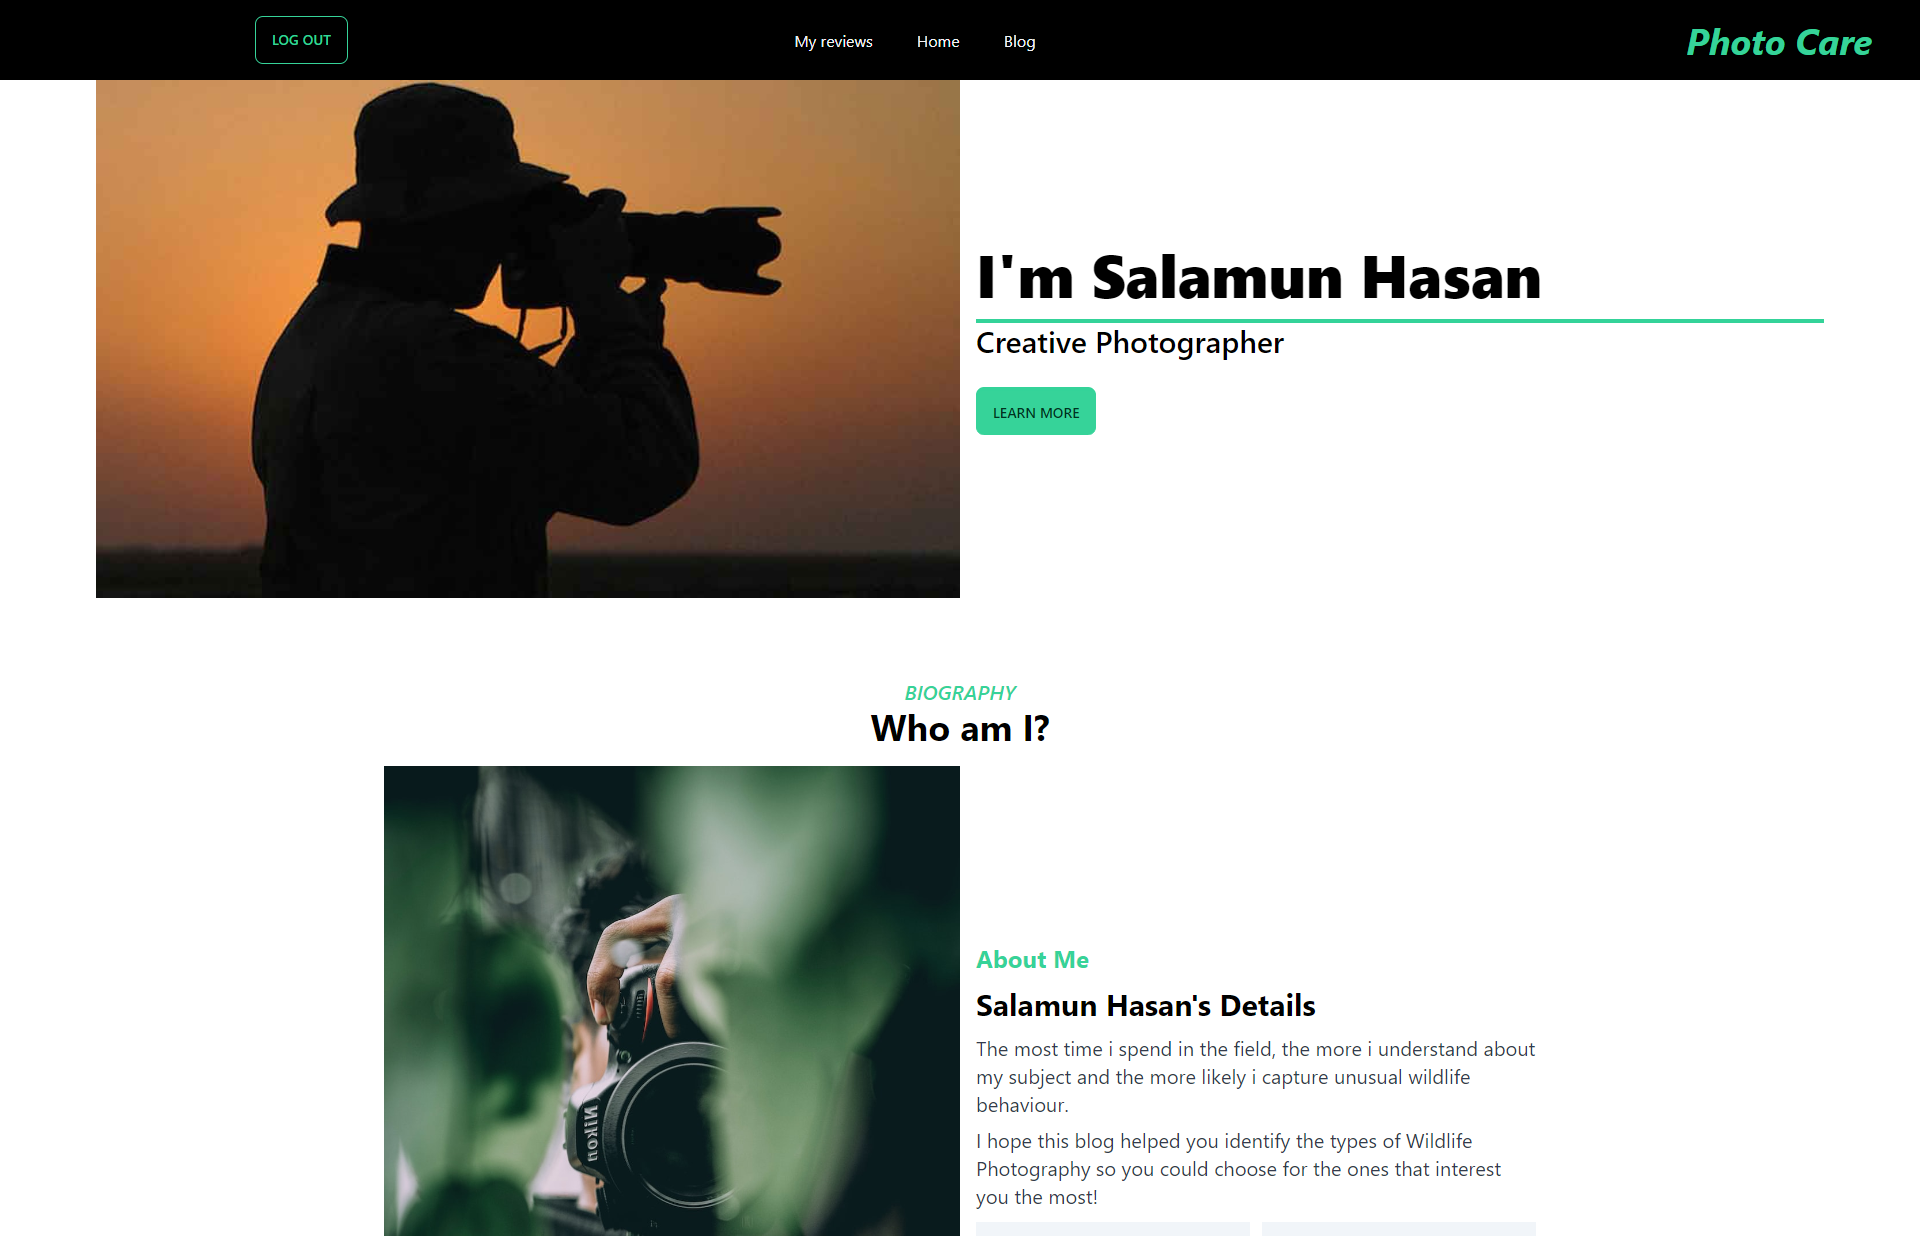 LOG OUT
My reviews
Home
Blog
Photo Care
I'm Salamun Hasan
Creative Photographer
LEARN MORE
BIOGRAPHY
Who am I?
Nikon
About Me
Salamun Hasan's Details
The most time i spend in the field, the more i understand about
my subject and the more likely i capture unusual wildlife
behaviour.
I hope this blog helped you identify the types of Wildlife
Photography so you could choose for the ones that interest
you the most!